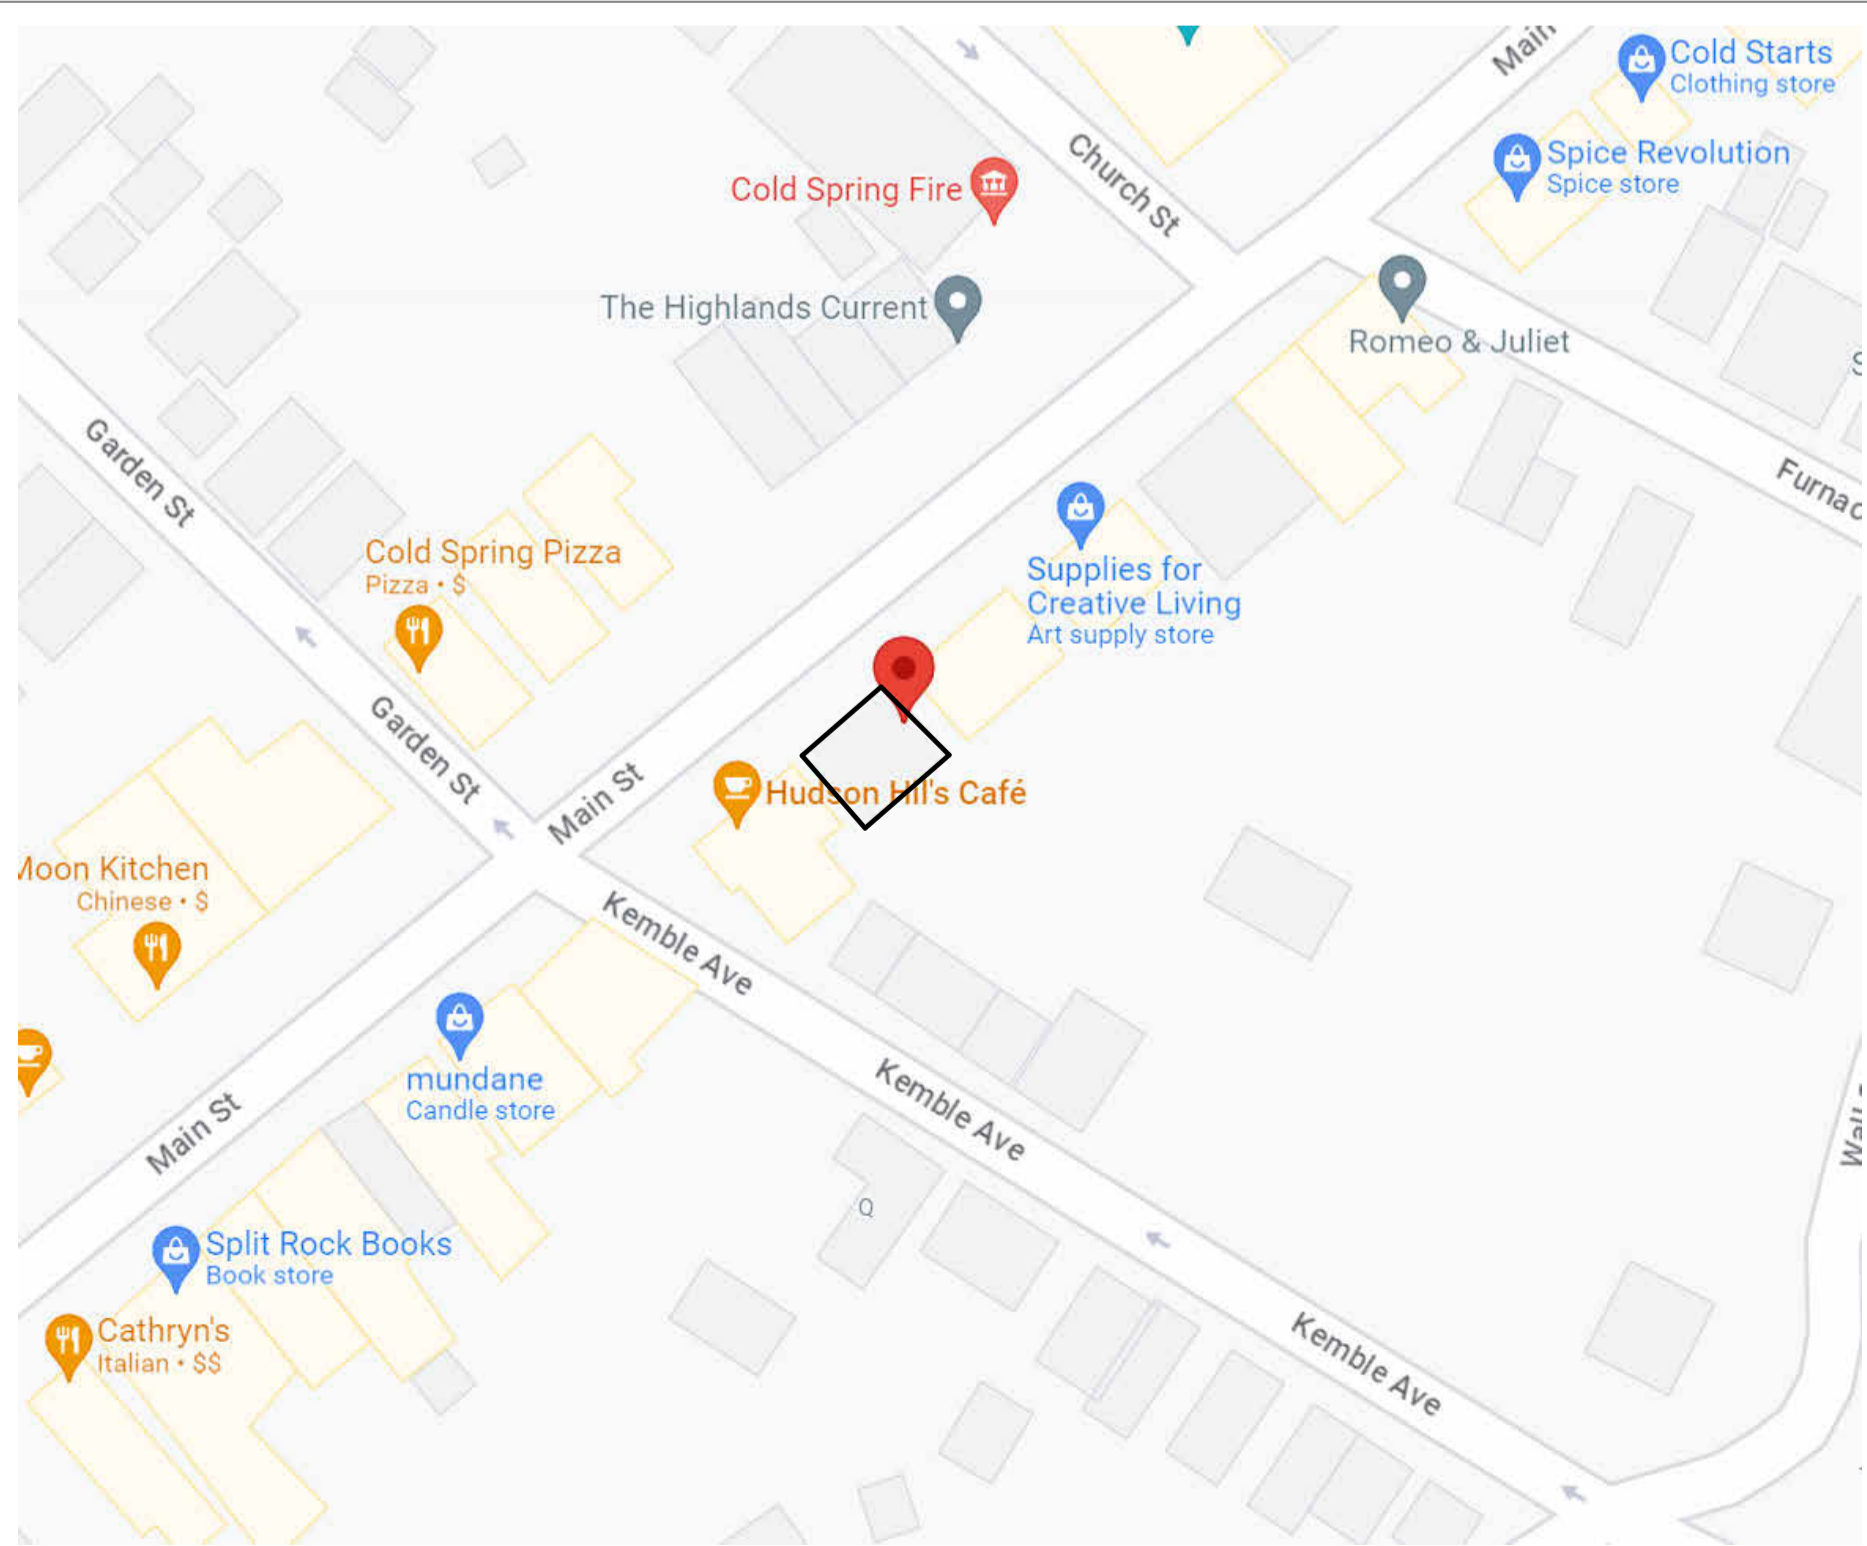 Main
Cold Starts
Clothing store
Church St
Spice Revolution
Spice store
Cold Spring Fire
The Highlands Current
Romeo & Juliet
S
Garden St
Furnac
Cold Spring Pizza
Pizza • $
Supplies for
Creative Living
Art supply store
Garden St
Main St
Hudson Hil's Café
Moon Kitchen
Chinese • $
Kemble Ave
mundane
Candle store
Kemble Ave
Main St
Q
Split Rock Books
Book store
Cathryn's
Italian • $$
Kemble Ave